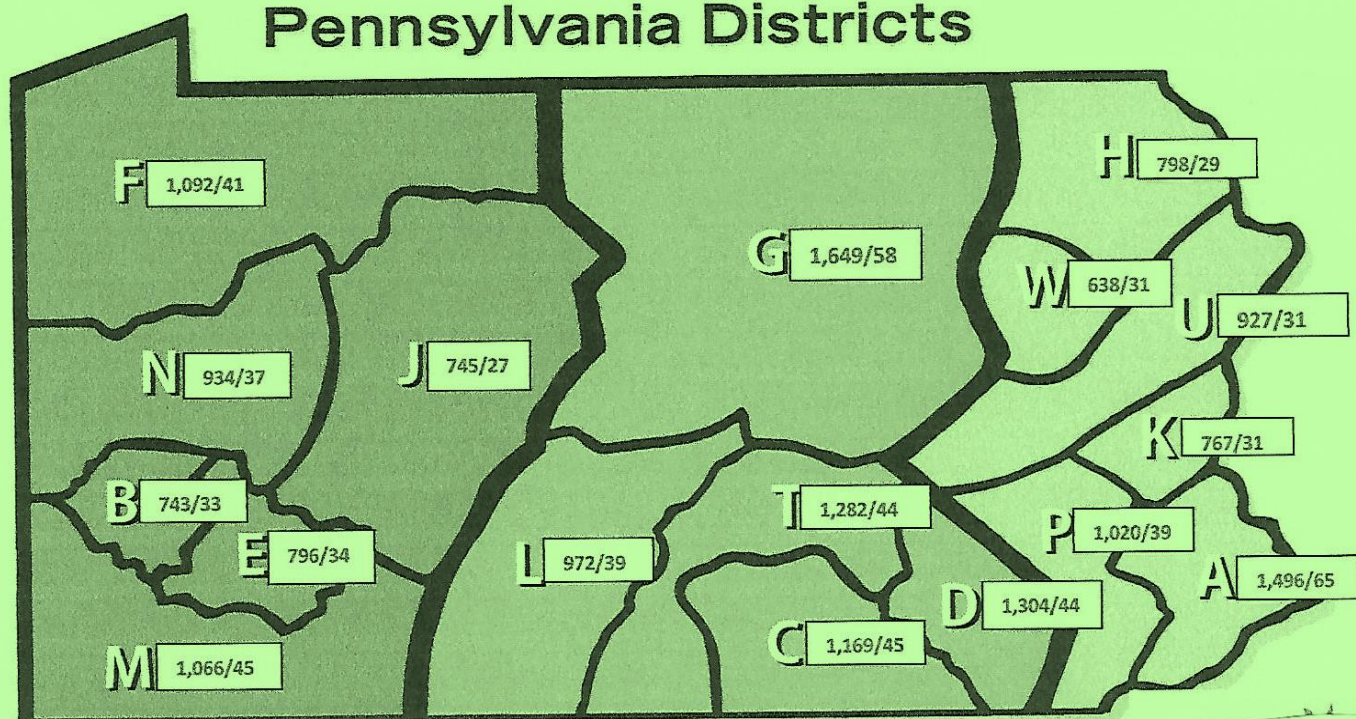 Pennsylvania Districts
F 1,092/41
H 798/29
G 1,649/58
W 638/31
U 927/31
N 934/37
J 745/27
K 767/31
B 743/33
T 1,282/44
P 1,020/39
E 796/34
L 972/39
A 1,496/65
D 1,304/44
C 1,169/45
M 1,066/45